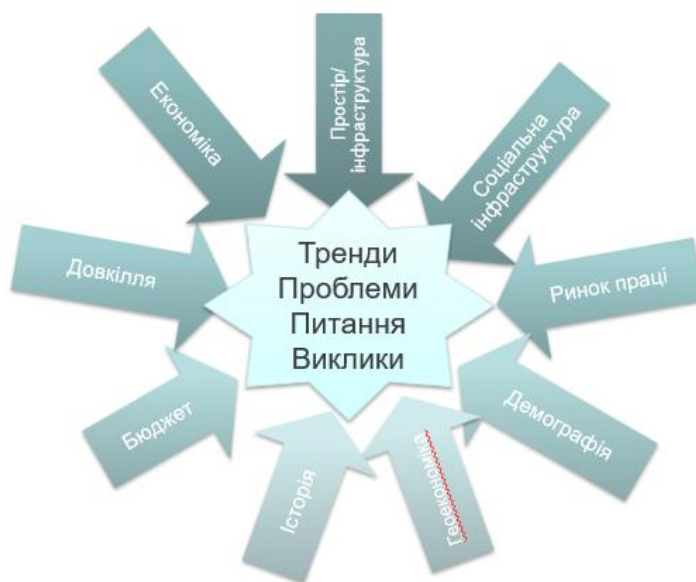 Економіка
Простір/
інфраструктура
Соціальна
інфраструктура
Довкілля
Тренди
Проблеми
Питання
Виклики
Ринок праці
Бюджет
Історія
Геоекономіка
Демографія